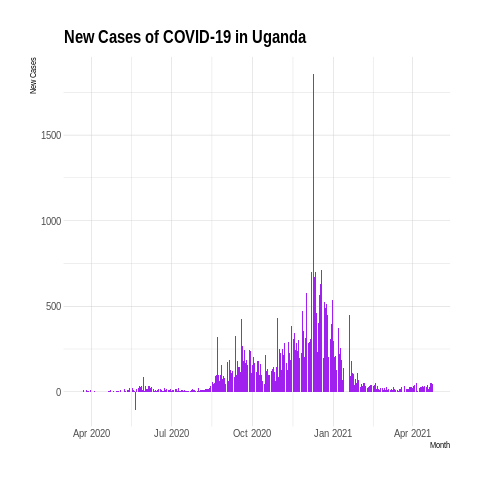 New Cases of COVID-19 in Uganda
New Cases
1500
1000
500
0
Apr 2020 Jul 2020 Oct 2020 Jan 2021 Apr 2021
Month